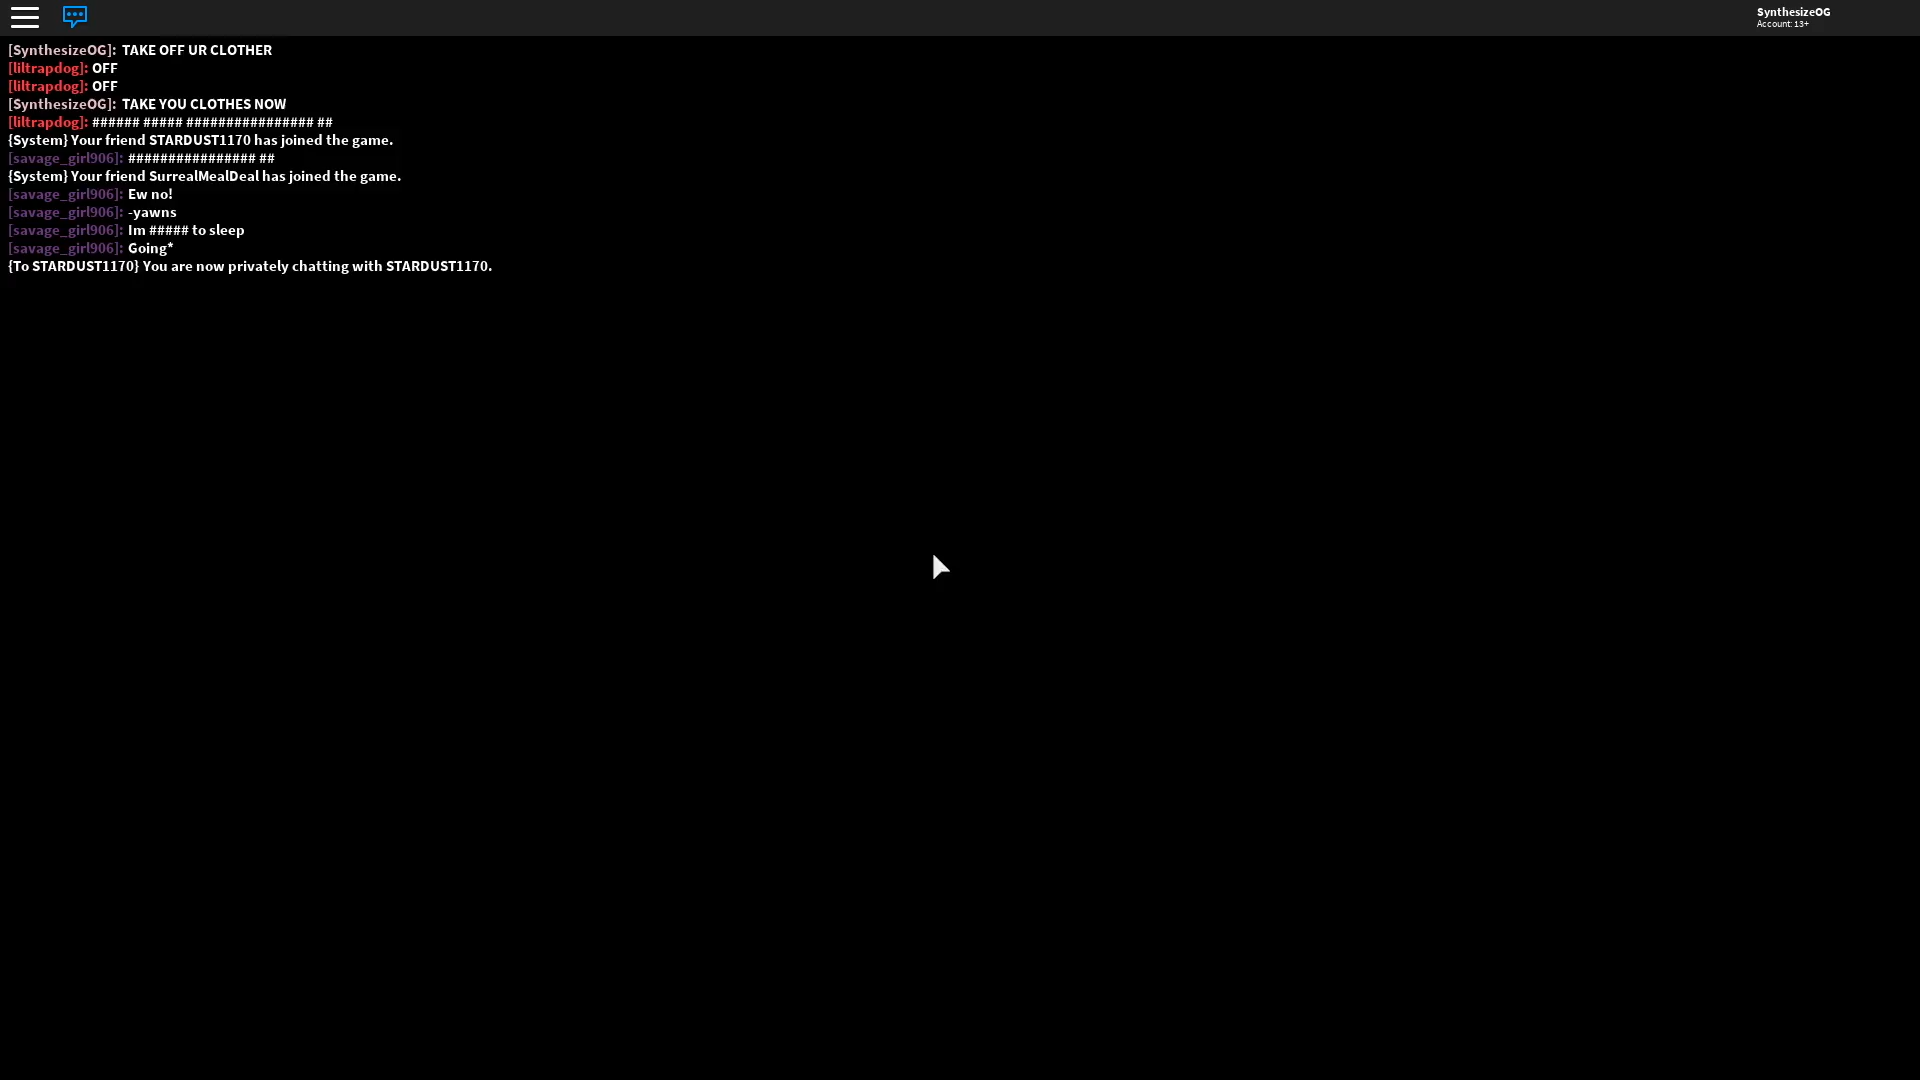 SynthesizeOG
Account: 13+
[SynthesizeOG]: TAKE OFF UR CLOTHER
[liltrapdog]: OFF
[liltrapdog]: OFF
[SynthesizeOG]: TAKE YOU CLOTHES NOW
[liltrapdog]: ###### ##### ################ ##
{System} Your friend STARDUST1170 has joined the game.
[savage_girl906]: ################ ##
{System} Your friend SurrealMealDeal has joined the game.
[savage_girl906]: Ew no!
[savage_girl906]: -yawns
[savage_girl906]: Im ##### to sleep
[savage_girl906]: Going*
{To STARDUST1170} You are now privately chatting with STARDUST1170.